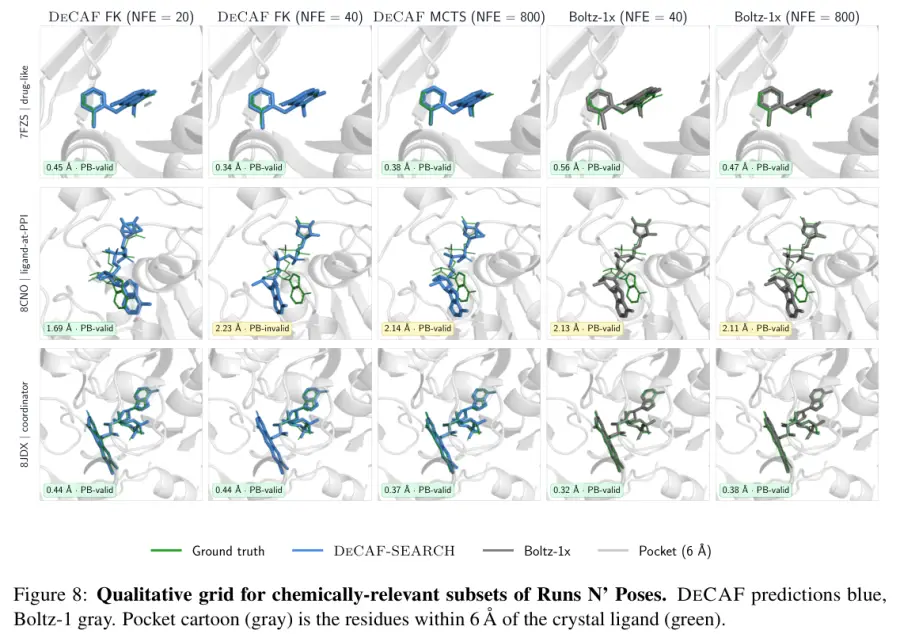 DeCAF FK (NFE = 20) DeCAF FK (NFE = 40) DeCAF MCTS (NFE = 800) Boltz-1x (NFE = 40) Boltz-1x (NFE = 800)
7FZS | drug-like
0.45 Å · PB-valid 0.34 Å · PB-valid 0.38 Å · PB-valid 0.56 Å · PB-valid 0.47 Å · PB-valid
8CNO | ligand-at-PPI
1.69 Å · PB-valid 2.23 Å · PB-invalid 2.14 Å · PB-valid 2.13 Å · PB-valid 2.11 Å · PB-valid
8JDX | coordinator
0.44 Å · PB-valid 0.44 Å · PB-valid 0.37 Å · PB-valid 0.32 Å · PB-valid 0.38 Å · PB-valid
Ground truth DeCAF-SEARCH Boltz-1x Pocket (6 Å)
Figure 8: Qualitative grid for chemically-relevant subsets of Runs N' Poses. DeCAF predictions blue,
Boltz-1 gray. Pocket cartoon (gray) is the residues within 6 Å of the crystal ligand (green).